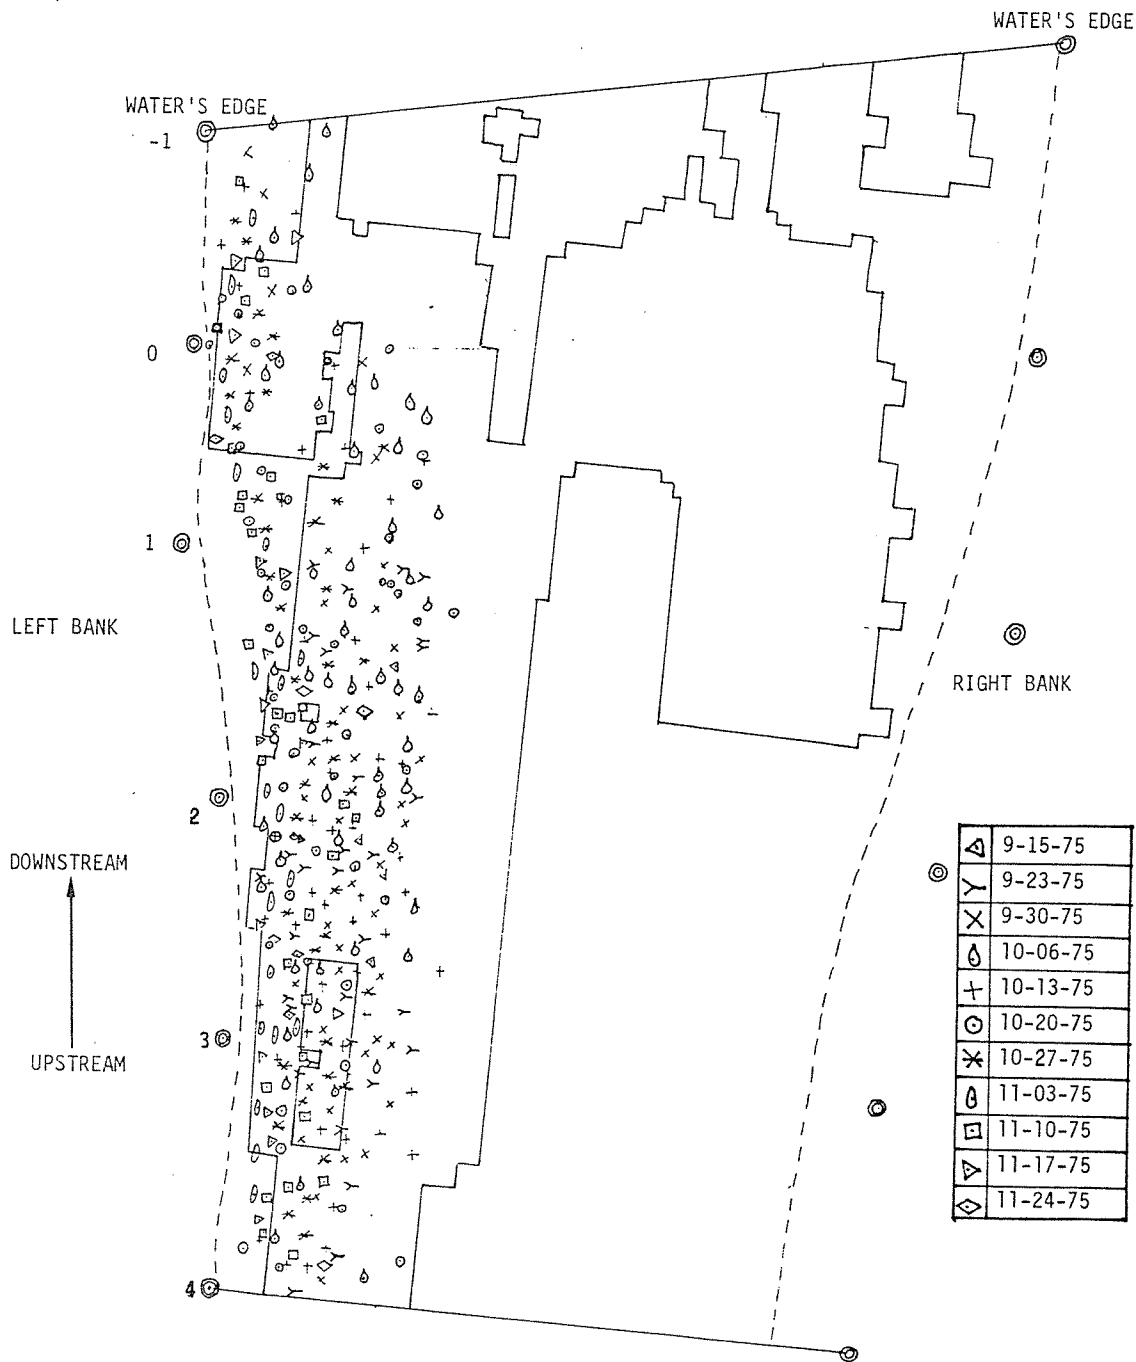 WATER'S EDGE
WATER'S EDGE
-1
0
1
LEFT BANK
RIGHT BANK
2
DOWNSTREAM
9-15-75
9-23-75
9-30-75
10-06-75
10-13-75
10-20-75
10-27-75
11-03-75
11-10-75
11-17-75
11-24-75
3
UPSTREAM
4